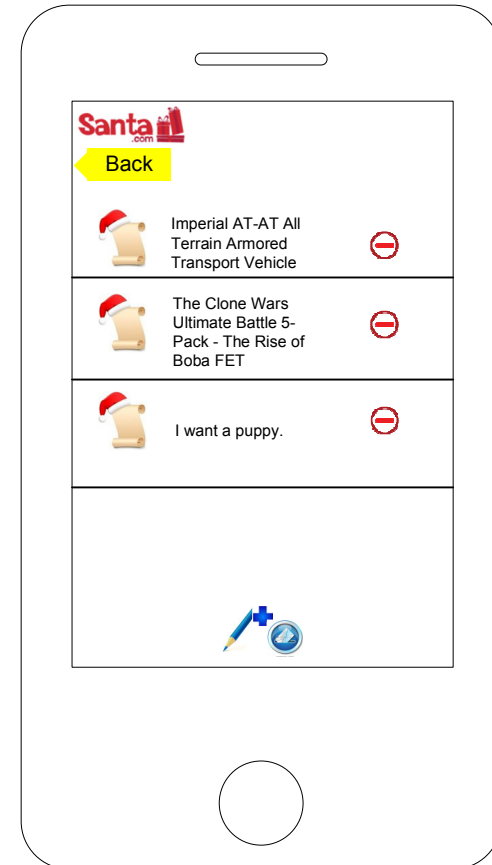 Santa
.com
Back
Imperial AT-AT All
Terrain Armored
Transport Vehicle
The Clone Wars
Ultimate Battle 5-
Pack - The Rise of
Boba FET
I want a puppy.